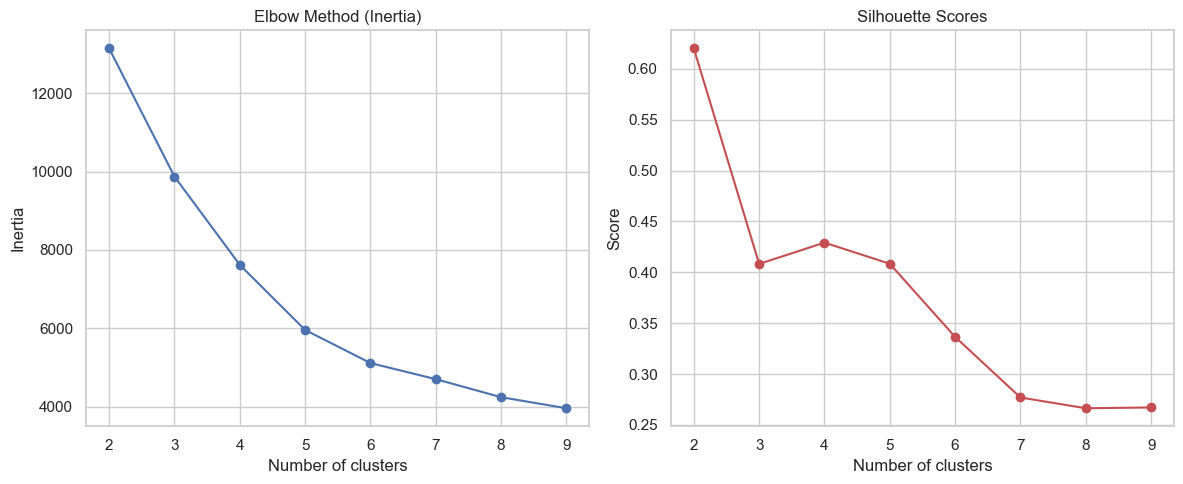 Elbow Method (Inertia)
Inertia
12000
10000
8000
6000
4000
2 3 4 5 6 7 8 9
Number of clusters
Silhouette Scores
Score
0.60
0.55
0.50
0.45
0.40
0.35
0.30
0.25
2 3 4 5 6 7 8 9
Number of clusters